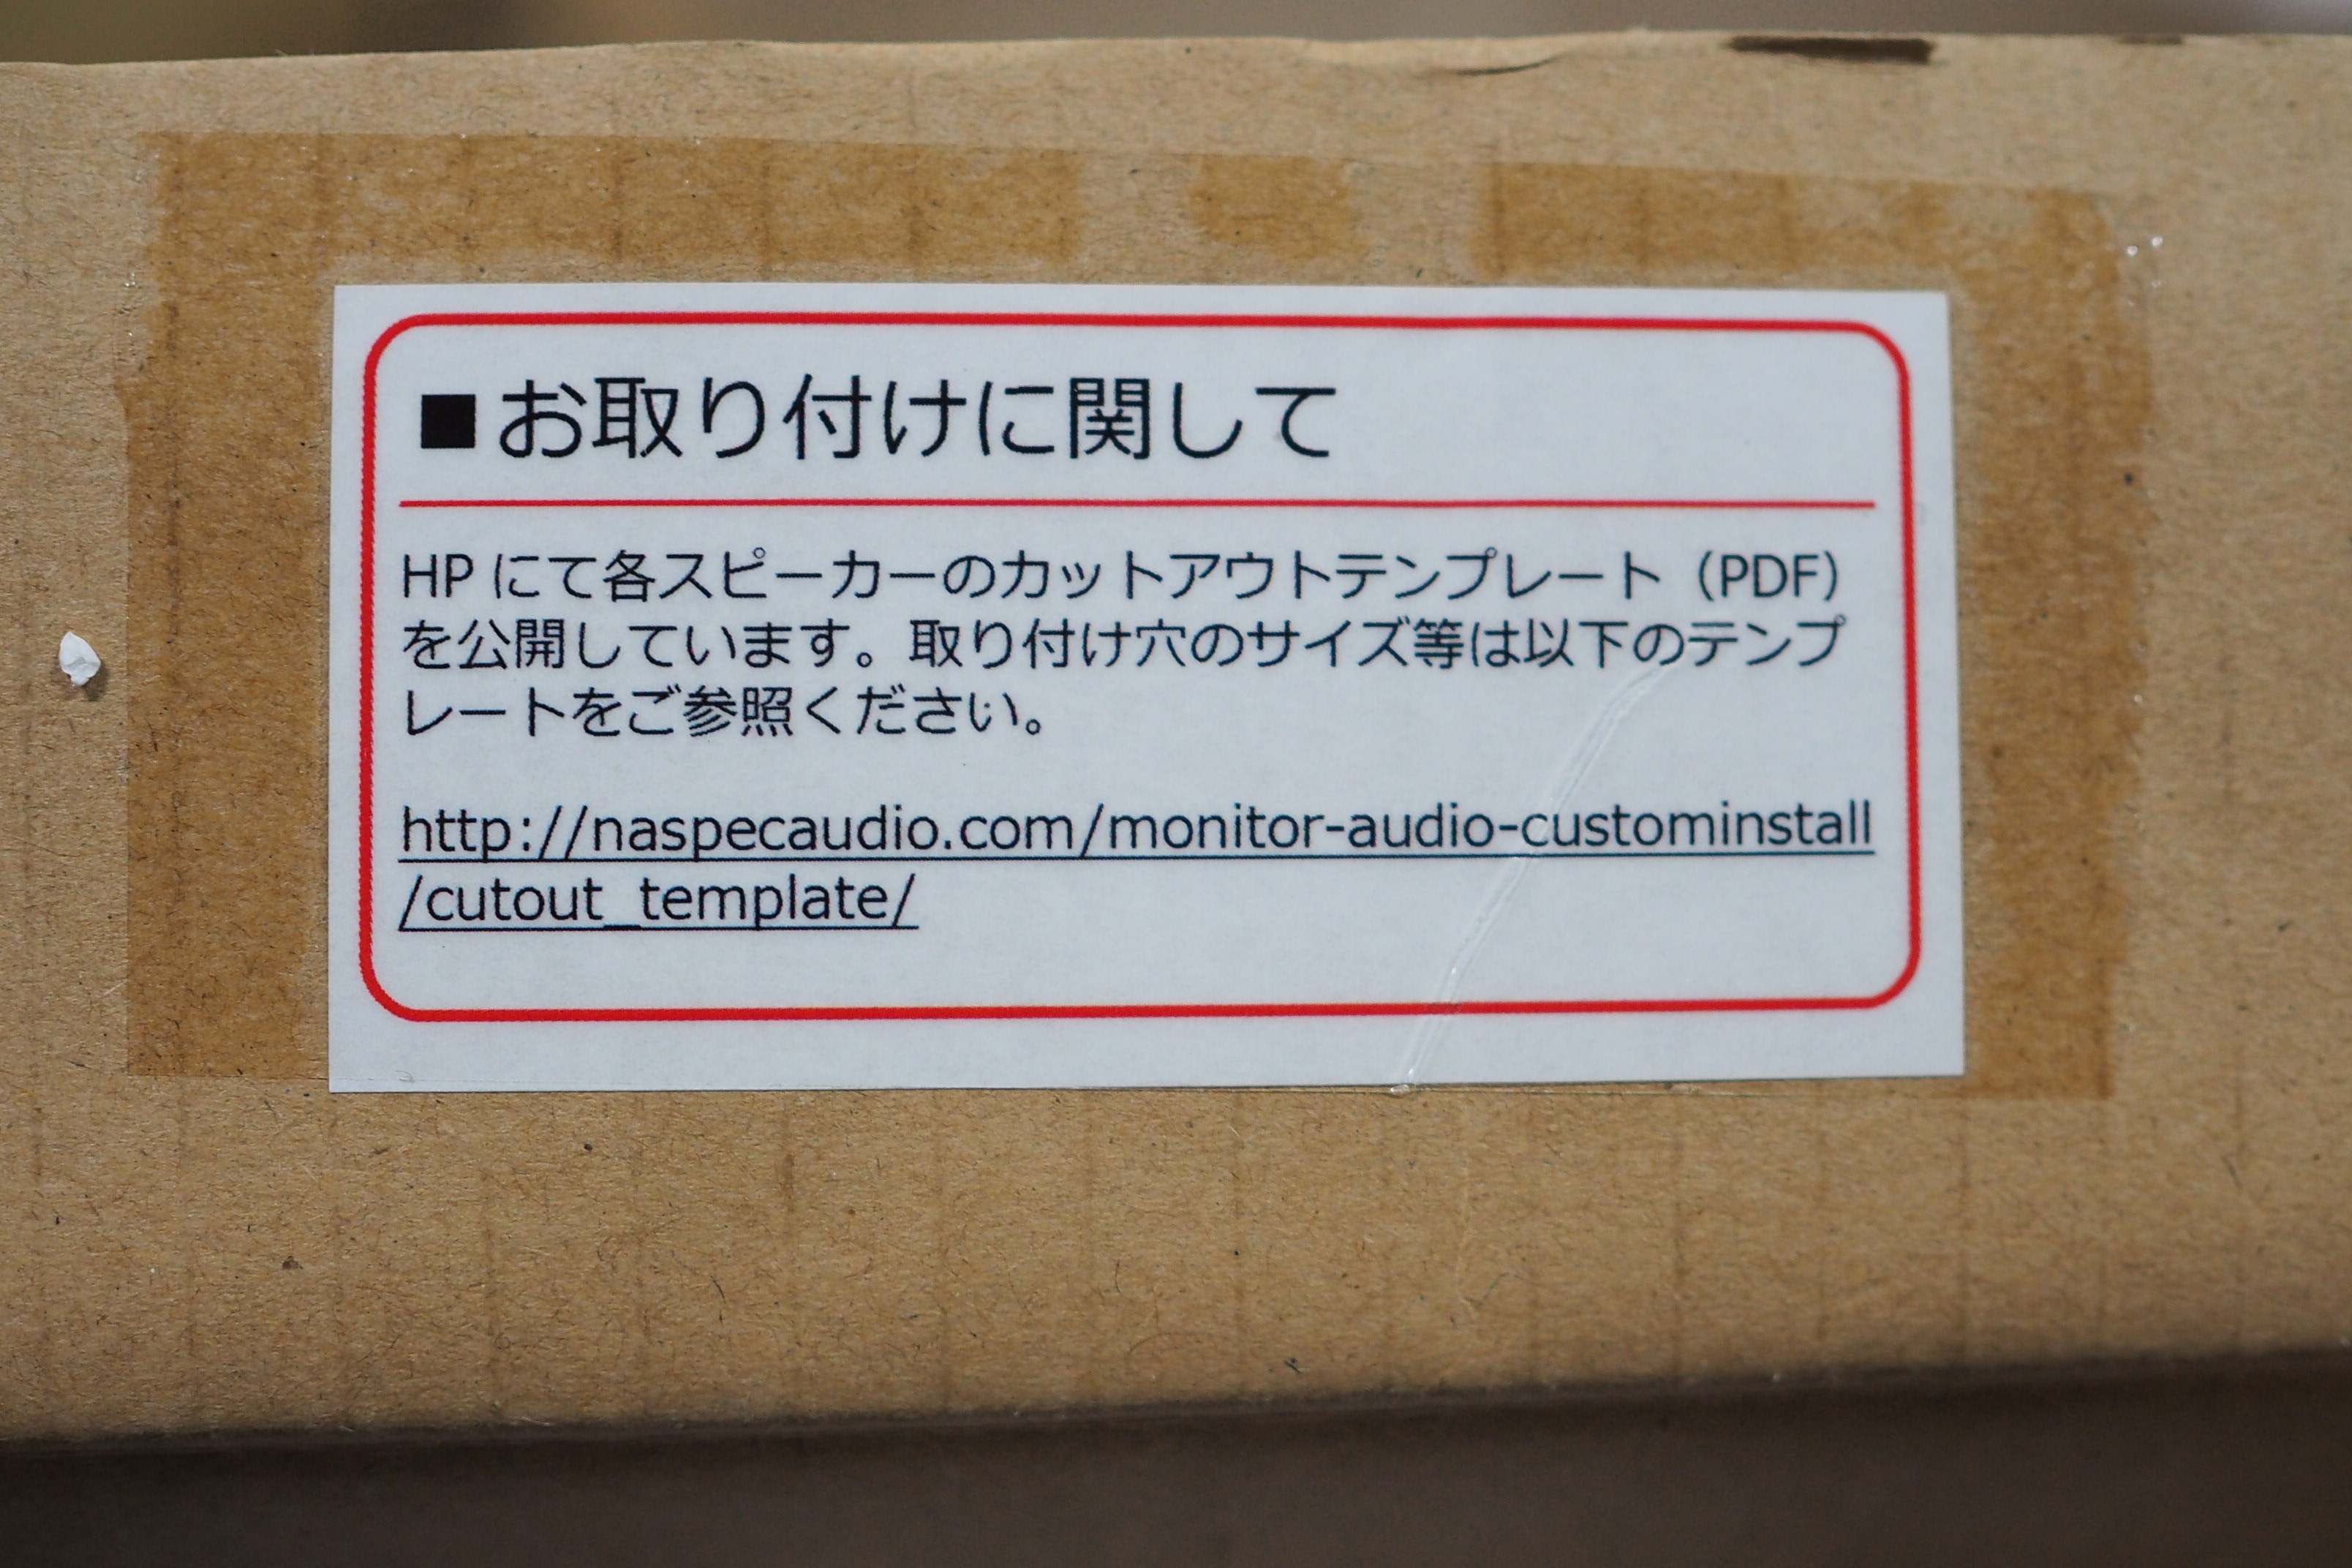 ■お取り付けに関して
HP にて各スピーカーのカットアウトテンプレート（PDF）
を公開しています。取り付け穴のサイズ等は以下のテンプ
レートをご参照ください。
http://naspecaudio.com/monitor-audio-custominstall
/cutout_template/